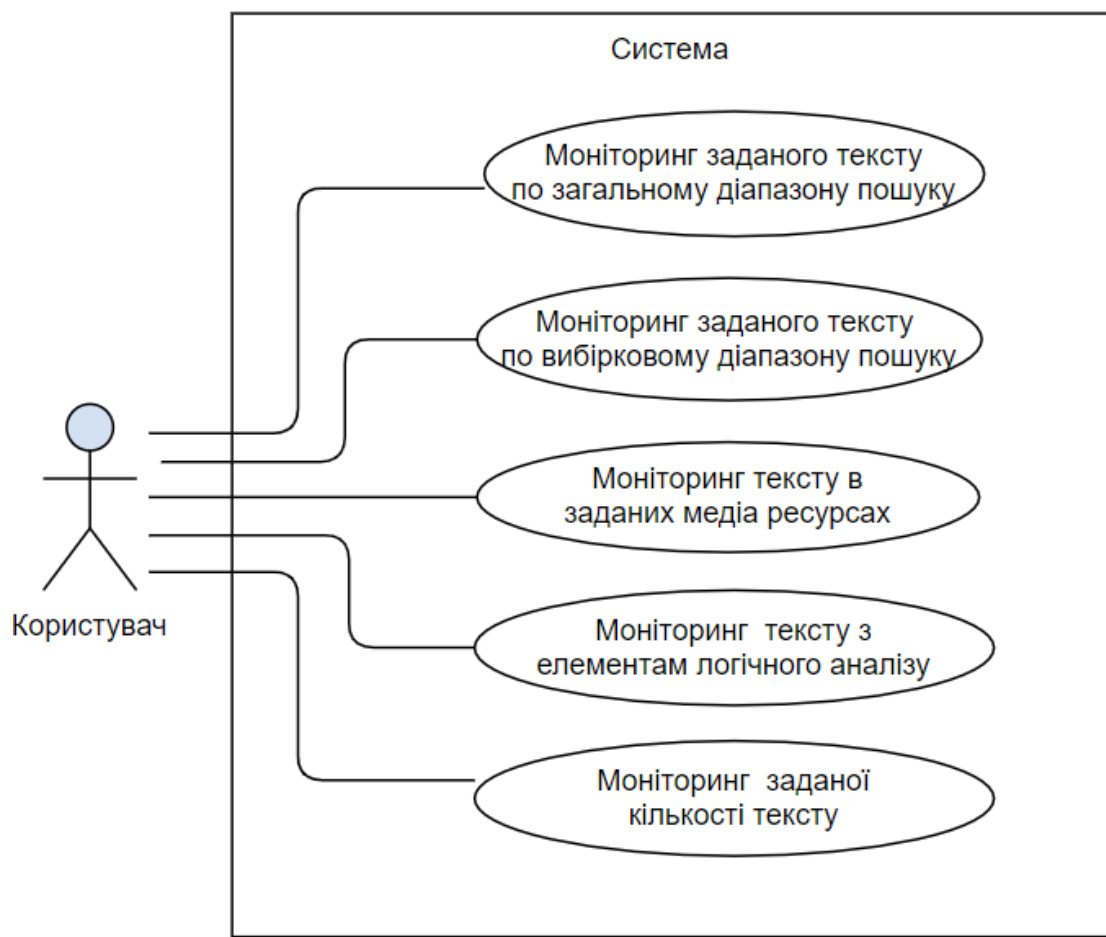 Система
Моніторинг заданого тексту
по загальному діапазону пошуку
Моніторинг заданого тексту
по вибірковому діапазону пошуку
Моніторинг тексту в
заданих медіа ресурсах
Користувач
Моніторинг тексту з
елементам логічного аналізу
Моніторинг заданої
кількості тексту